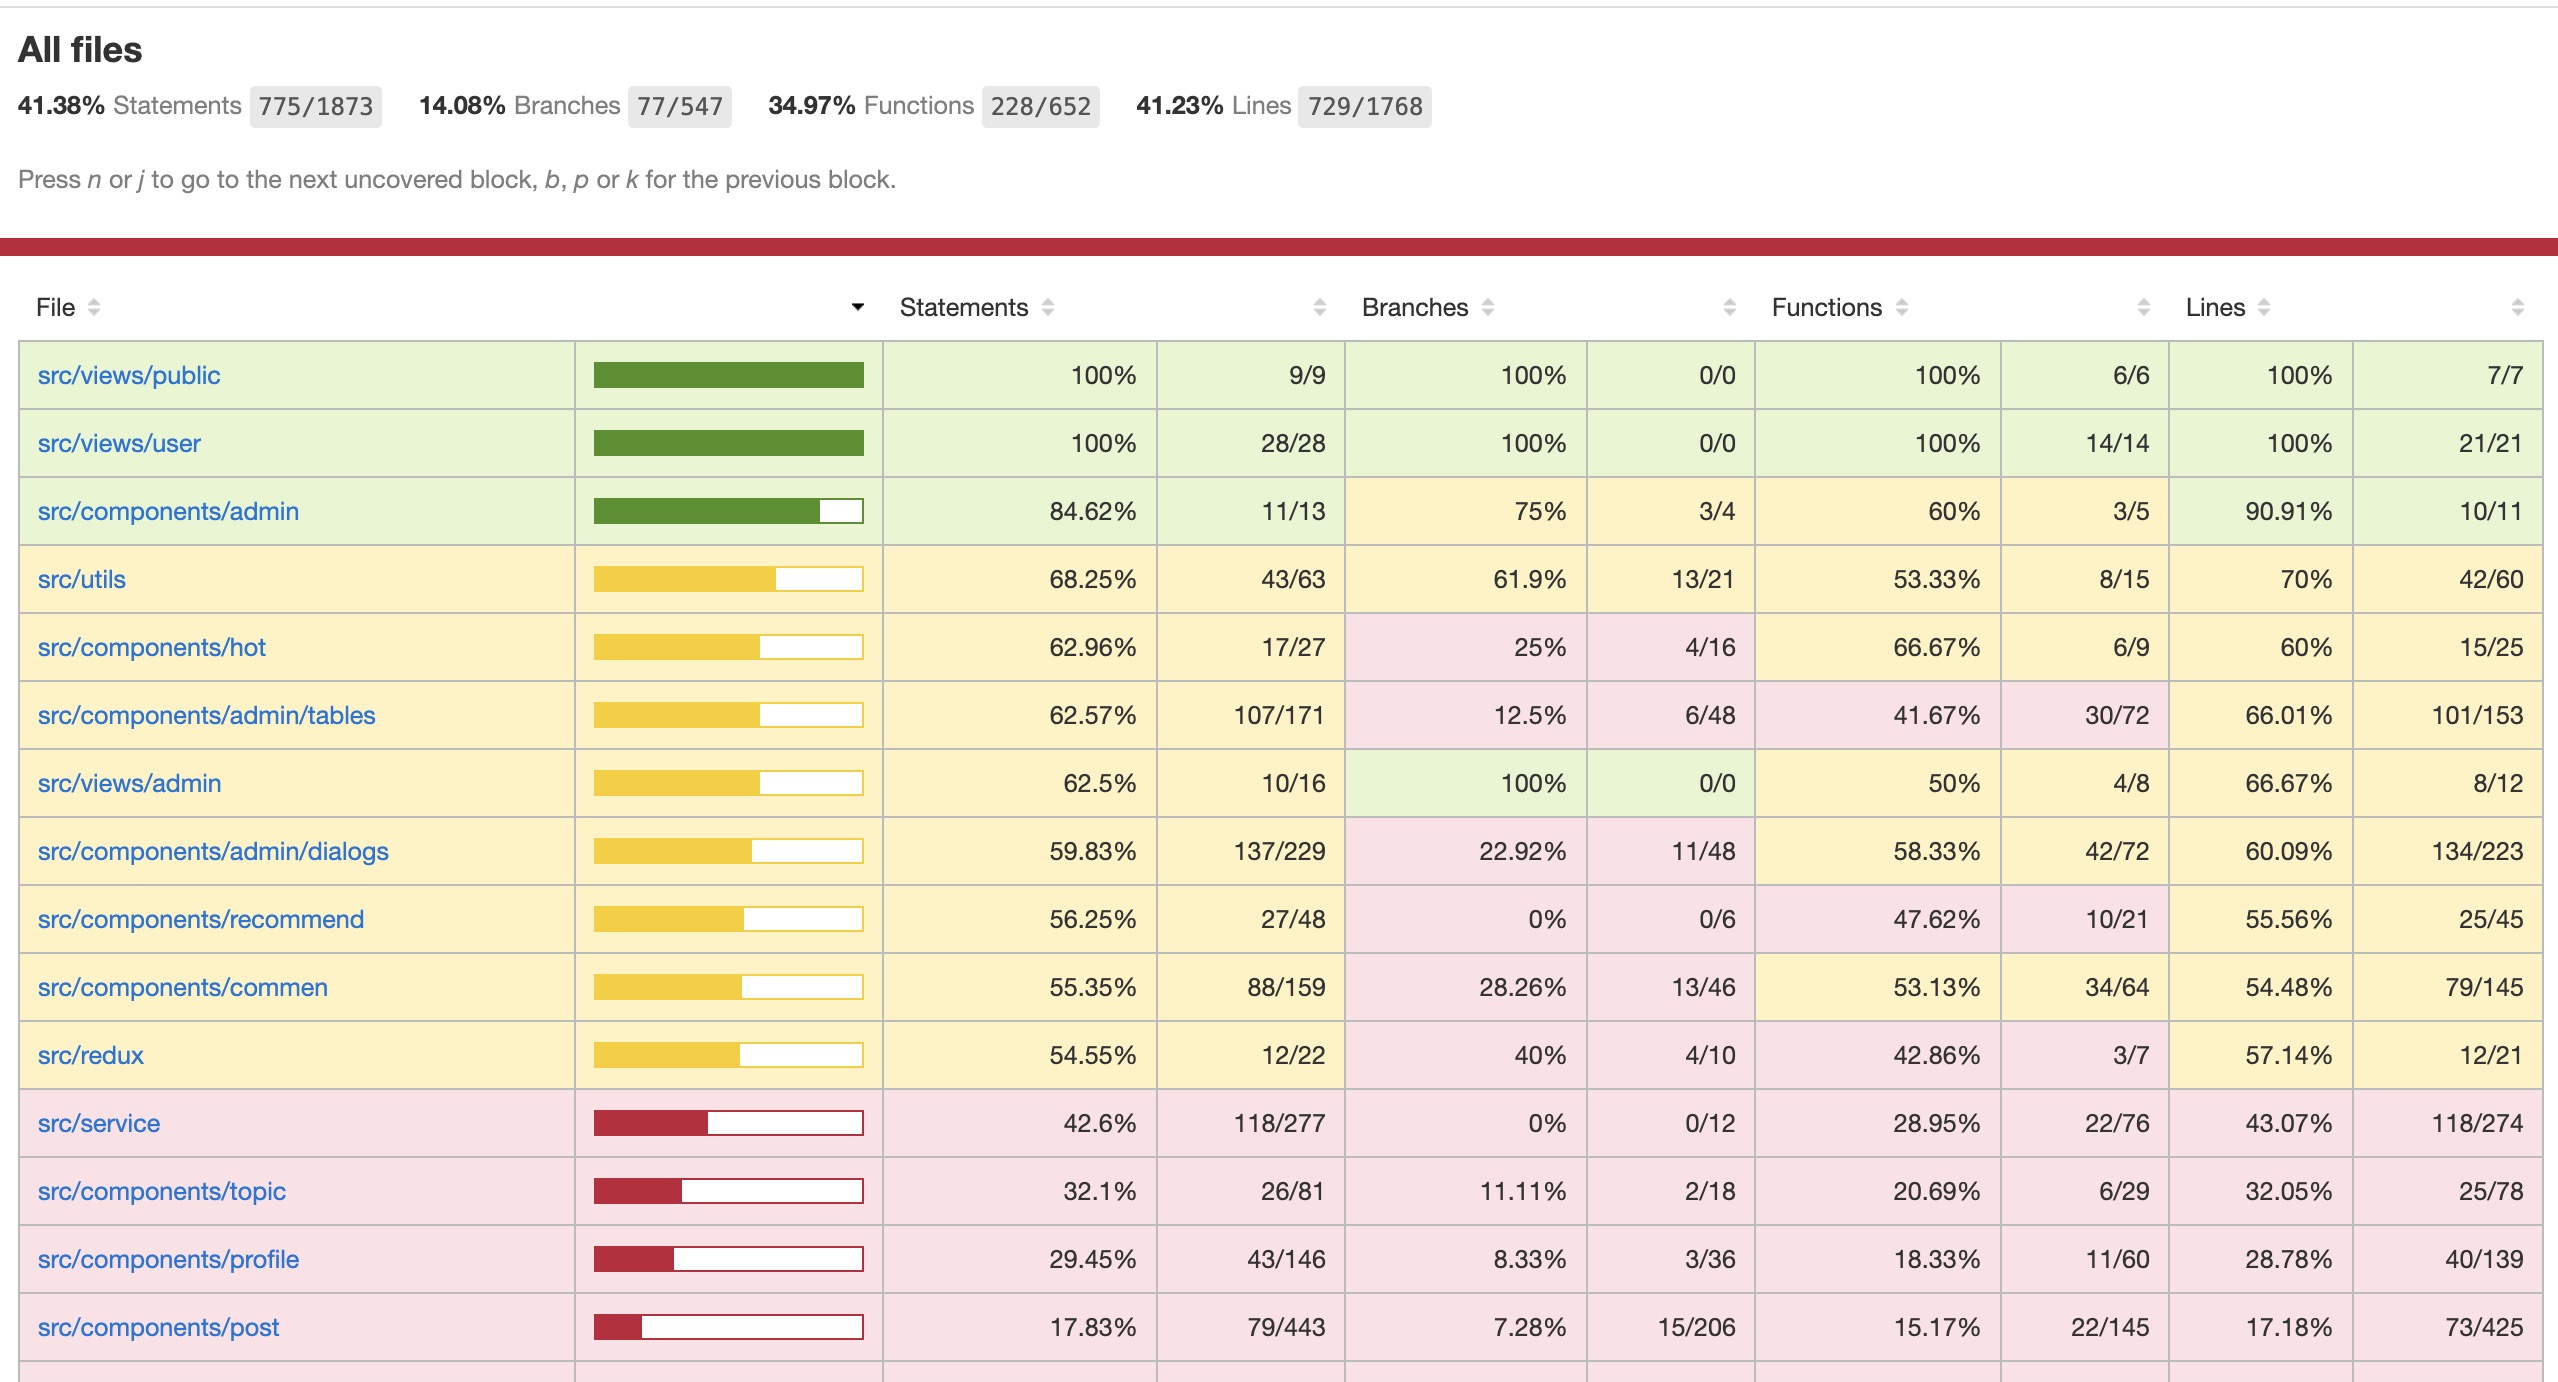 All files
41.38% Statements 775/1873 14.08% Branches 77/547 34.97% Functions 228/652 41.23% Lines 729/1768
Press n or j to go to the next uncovered block, b, p or k for the previous block.
File Statements Branches Functions Lines
src/views/public 100% 9/9 100% 0/0 100% 6/6 100% 7/7
src/views/user 100% 28/28 100% 0/0 100% 14/14 100% 21/21
src/components/admin 84.62% 11/13 75% 3/4 60% 3/5 90.91% 10/11
src/utils 68.25% 43/63 61.9% 13/21 53.33% 8/15 70% 42/60
src/components/hot 62.96% 17/27 25% 4/16 66.67% 6/9 60% 15/25
src/components/admin/tables 62.57% 107/171 12.5% 6/48 41.67% 30/72 66.01% 101/153
src/views/admin 62.5% 10/16 100% 0/0 50% 4/8 66.67% 8/12
src/components/admin/dialogs 59.83% 137/229 22.92% 11/48 58.33% 42/72 60.09% 134/223
src/components/recommend 56.25% 27/48 0% 0/6 47.62% 10/21 55.56% 25/45
src/components/commen 55.35% 88/159 28.26% 13/46 53.13% 34/64 54.48% 79/145
src/redux 54.55% 12/22 40% 4/10 42.86% 3/7 57.14% 12/21
src/service 42.6% 118/277 0% 0/12 28.95% 22/76 43.07% 118/274
src/components/topic 32.1% 26/81 11.11% 2/18 20.69% 6/29 32.05% 25/78
src/components/profile 29.45% 43/146 8.33% 3/36 18.33% 11/60 28.78% 40/139
src/components/post 17.83% 79/443 7.28% 15/206 15.17% 22/145 17.18% 73/425